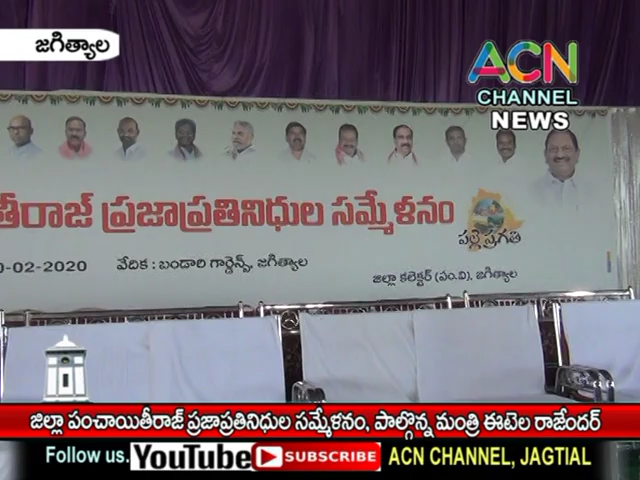 జగిత్యాల
ACN
CHANNEL
NEWS
తీరాజ్ ప్రజాప్రతినిధుల సమ్మేళనం
పల్లె ప్రగతి
0-02-2020 వేదిక : బండారి గార్డెన్స్, జగిత్యాల
జిల్లా కలెక్టర్ (పం.వి), జగిత్యాల
జిల్లా పంచాయితీరాజ్ ప్రజాప్రతినిధుల సమ్మేళనం, పాల్గొన్న మంత్రి ఈటెల రాజేందర్
Follow us. YouTube SUBSCRIBE ACN CHANNEL, JAGTIAL